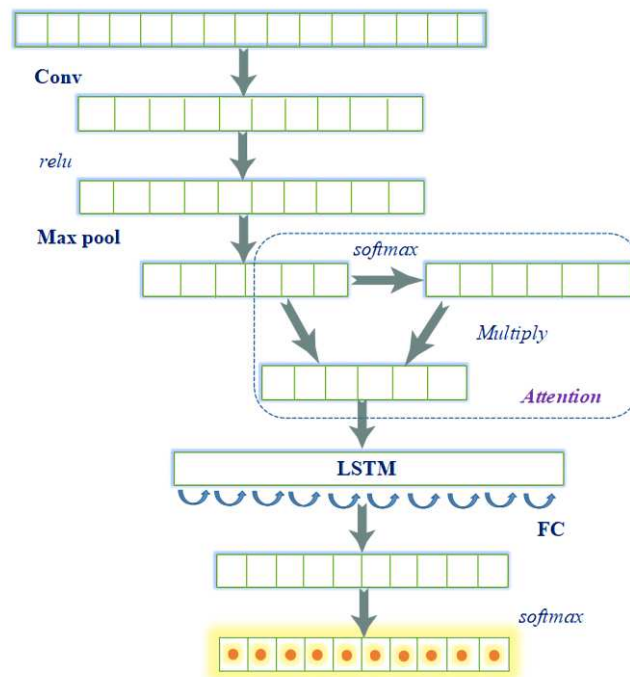 Conv
relu
Max pool
softmax
Multiply
Attention
LSTM
FC
softmax